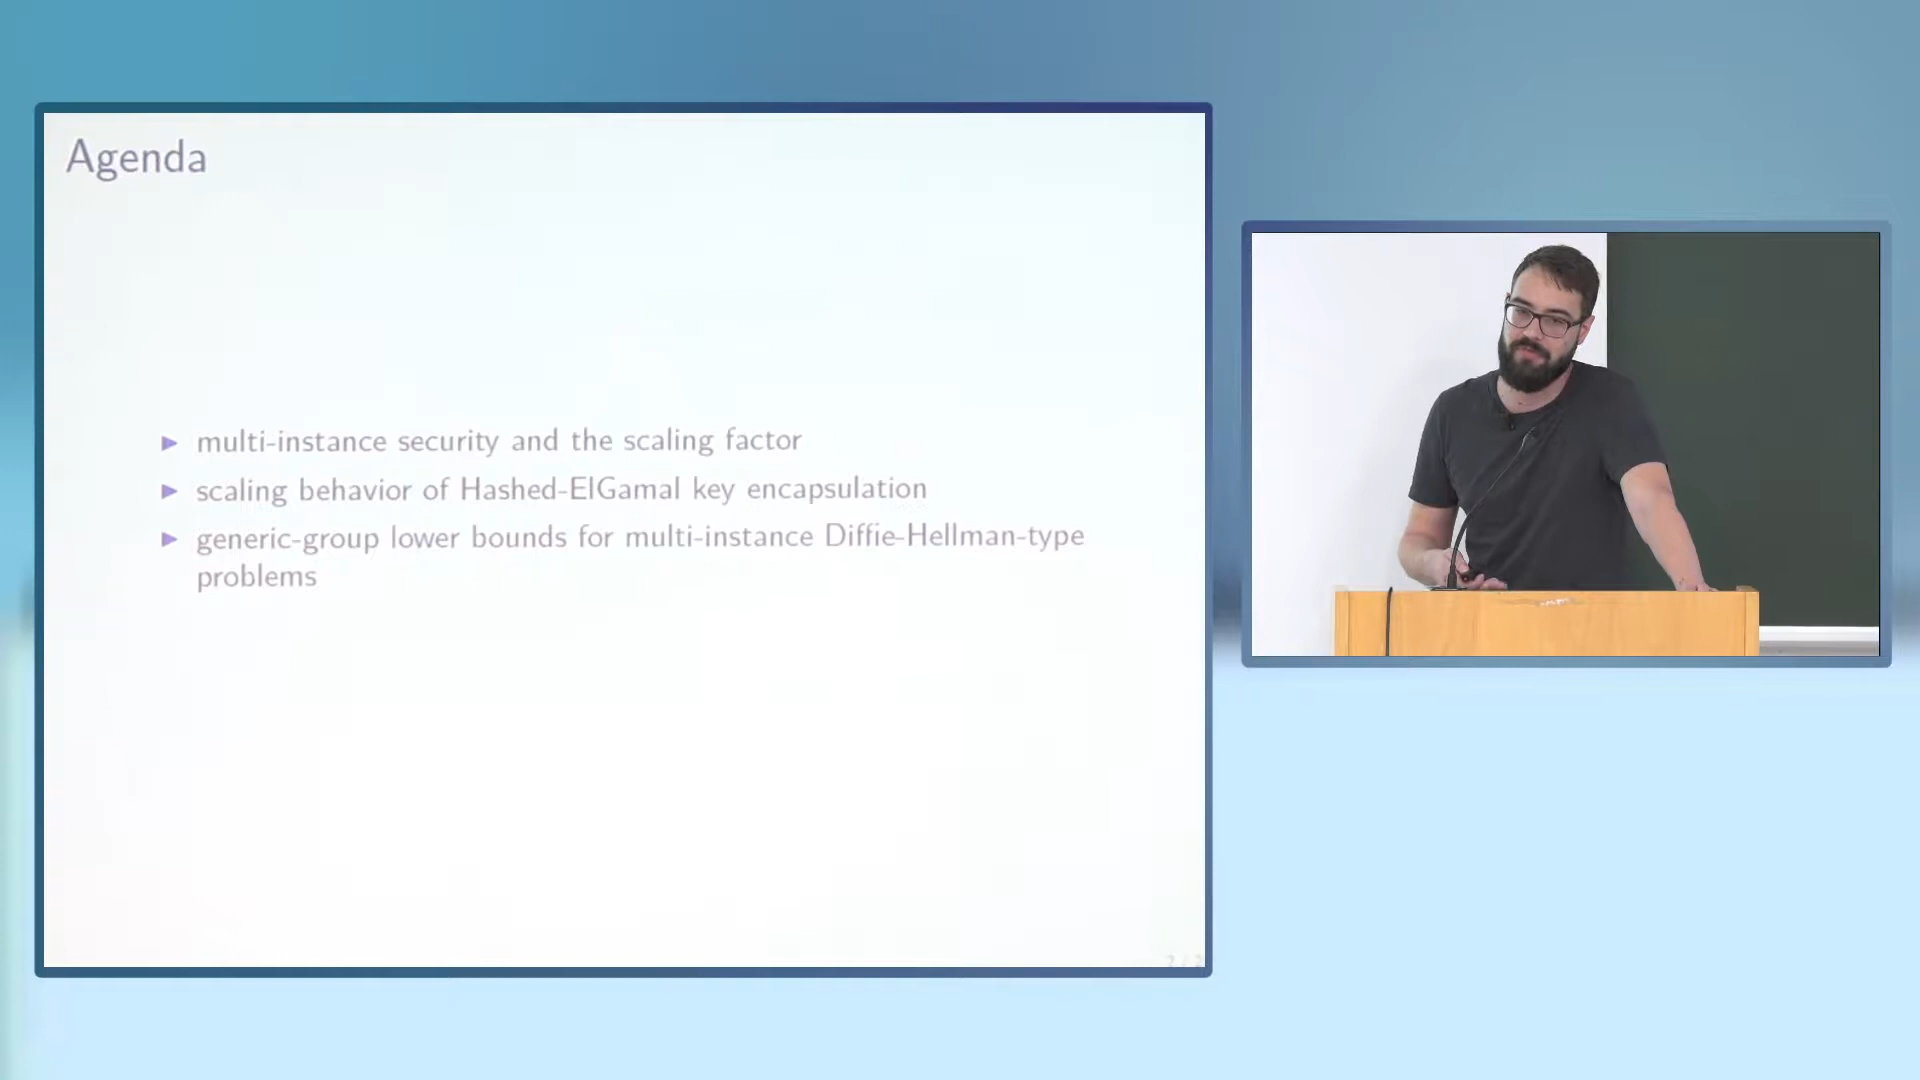 Agenda
▶ multi-instance security and the scaling factor
▶ scaling behavior of Hashed-ElGamal key encapsulation
▶ generic-group lower bounds for multi-instance Diffie-Hellman-type
problems